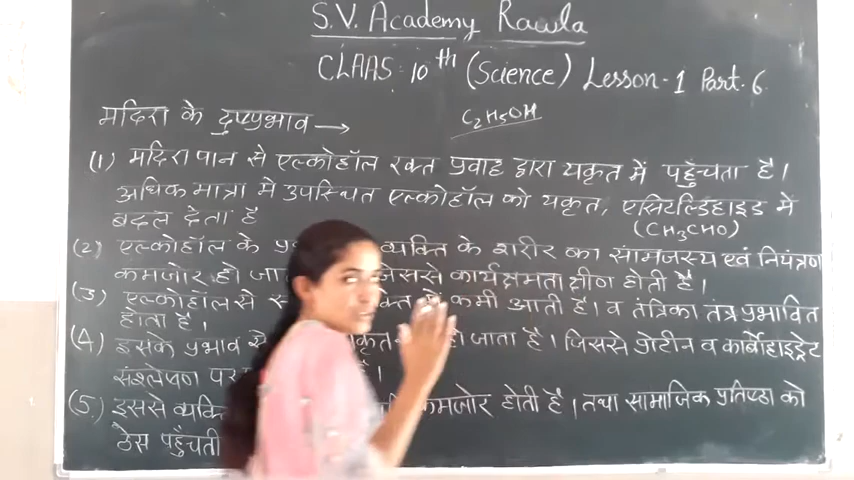 S.V. Academy Rawla
CLAAS: 10th (Science) Lesson-1 Part.6
C2H5OH
मदिरा के दुष्प्रभाव →
(1) मदिरापान से एल्कोहॉल रक्त प्रवाह द्वारा यकृत में पहुँचता है।
अधिक मात्रा में उपस्थित एल्कोहॉल को यकृत, एसिटल्डिहाइड में
(CH3CHO)
बदल देता है
(2) एल्कोहॉल के व्यक्ति के शरीर का सामंजस्य एवं नियंत्रण
कमजोर हो जिससे कार्यक्षमता क्षीण होती है।
(3) एल्कोहॉल से कमी आती है। व तंत्रिका तंत्र प्रभावित
होता है।
(4) इसके प्रभाव से हो जाता है। जिससे प्रोटीन व कार्बोहाइड्रेट
संश्लेषण पर है।
(5) इससे कमजोर होती है। तथा सामाजिक प्रतिष्ठा को
ठेस पहुँचती